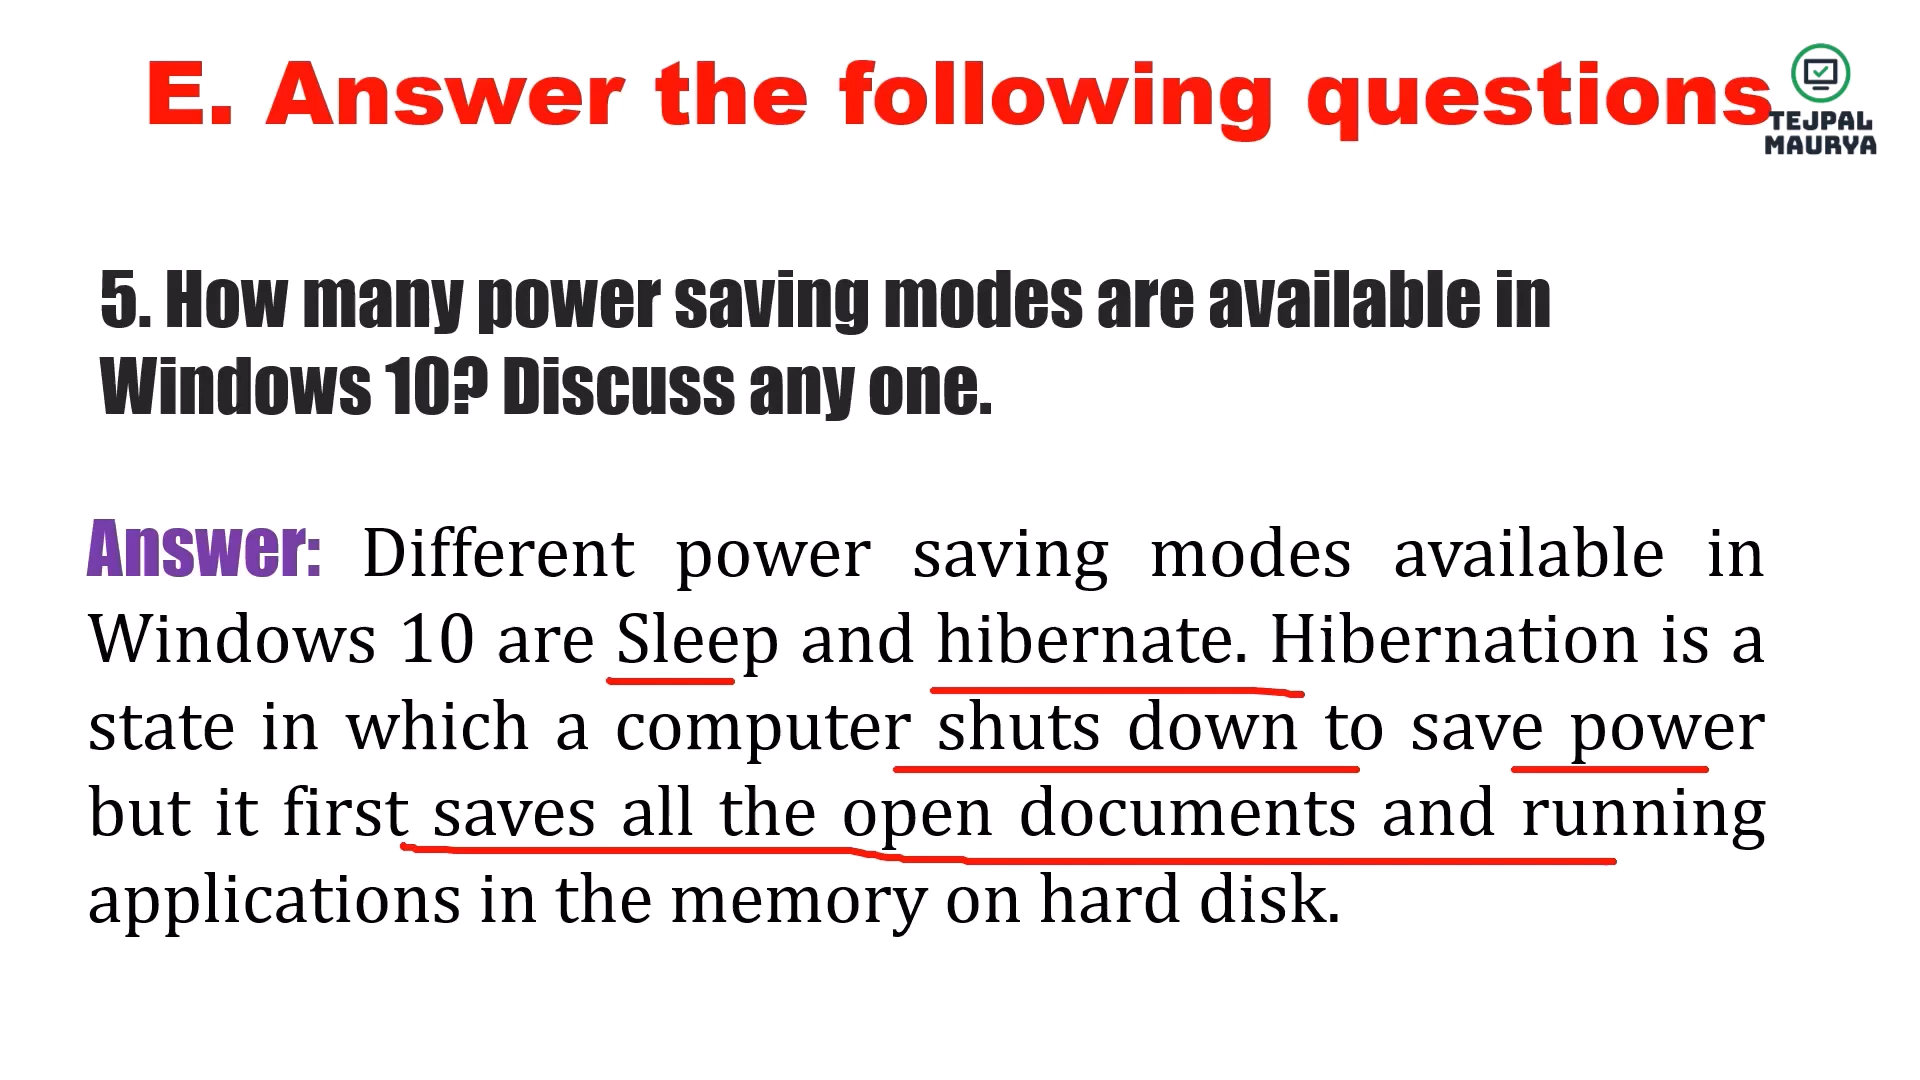 E. Answer the following questions
TEJPAL
MAURYA
5. How many power saving modes are available in
Windows 10? Discuss any one.
Answer: Different power saving modes available in
Windows 10 are Sleep and hibernate. Hibernation is a
state in which a computer shuts down to save power
but it first saves all the open documents and running
applications in the memory on hard disk.